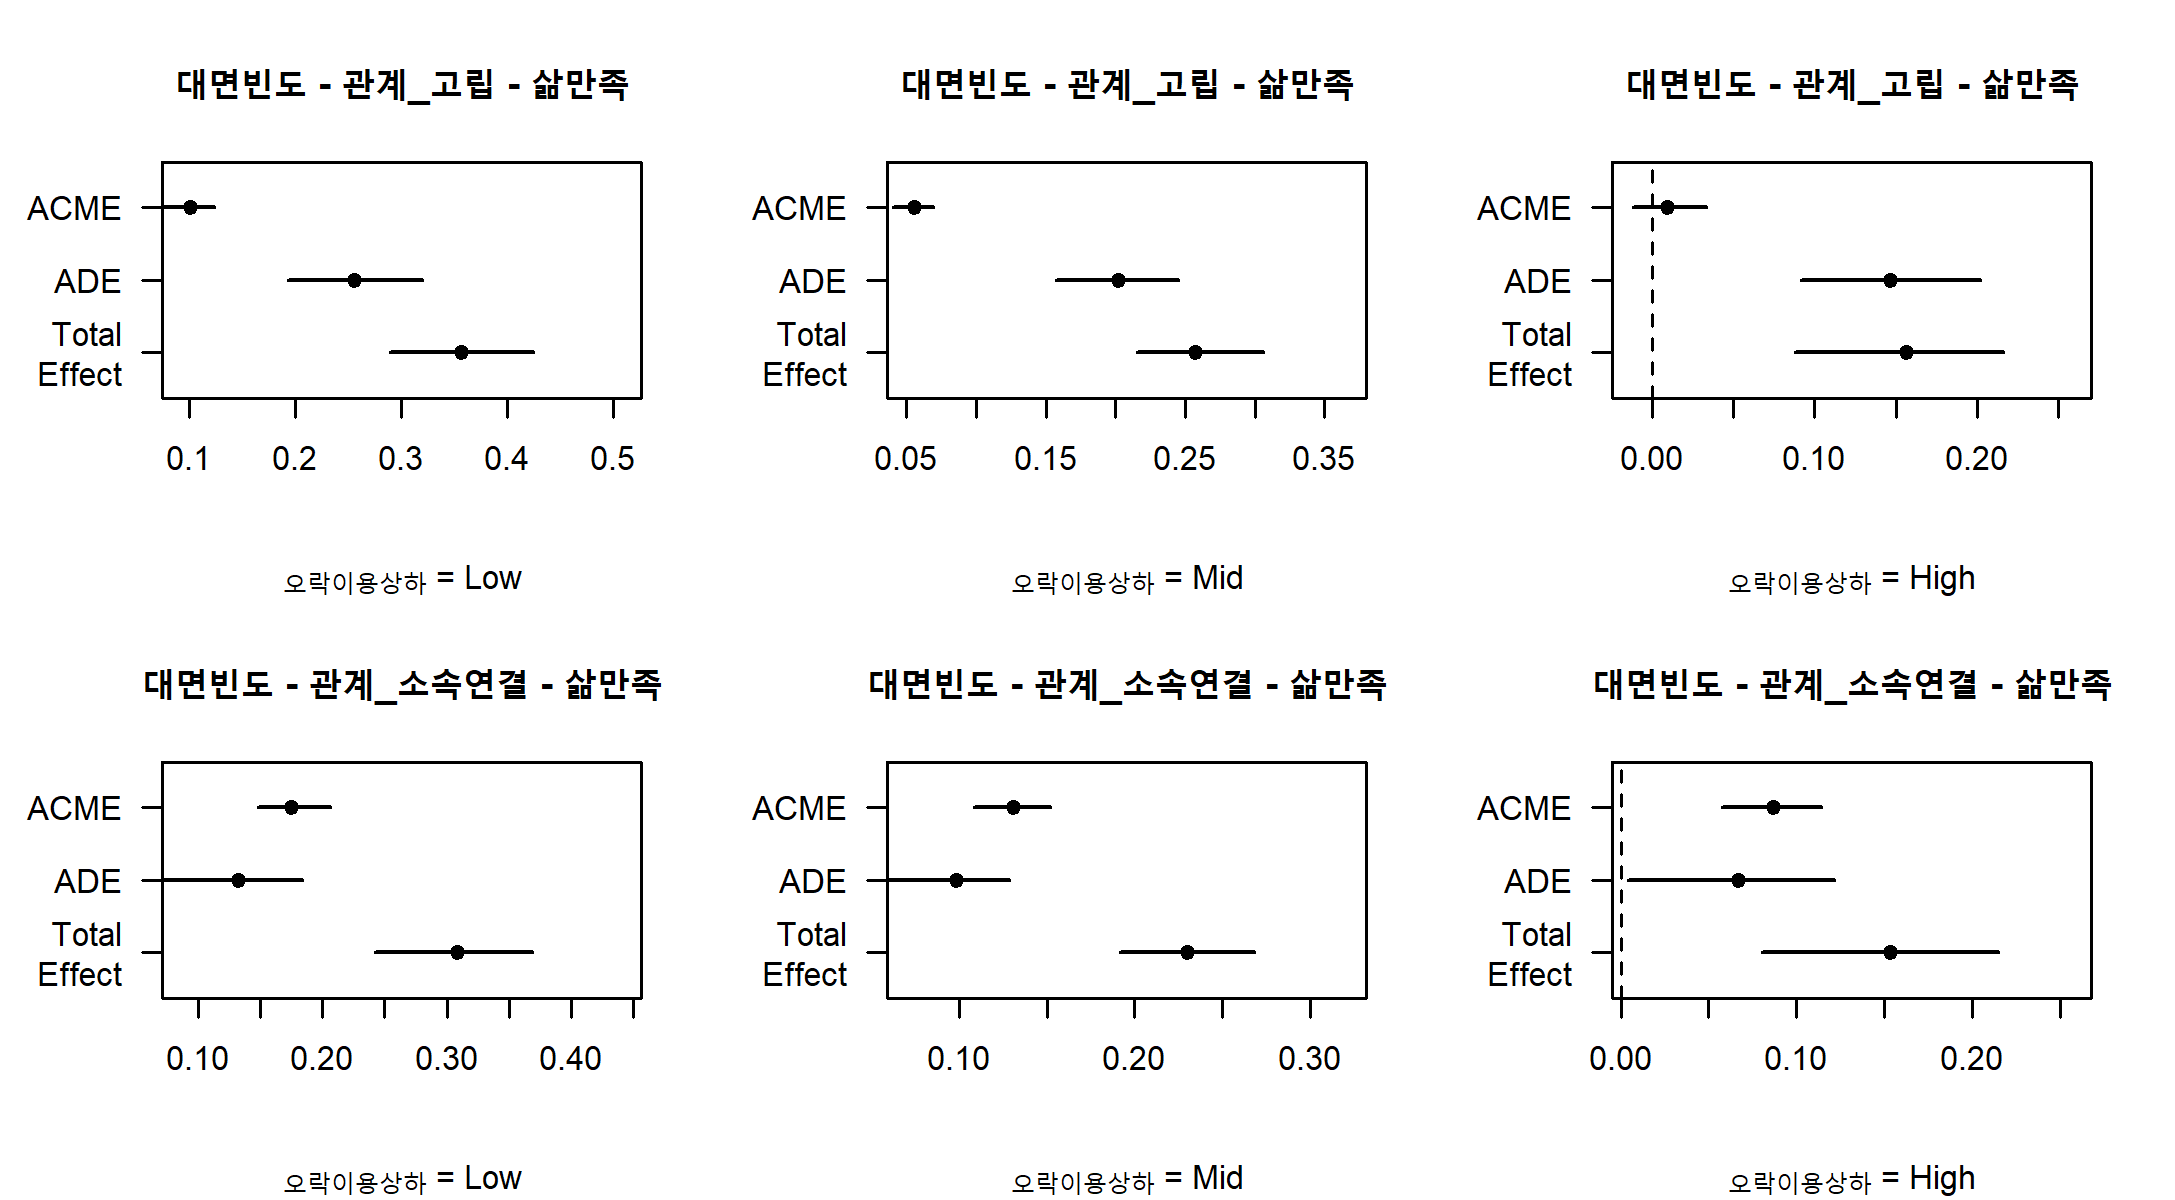 대면빈도 - 관계_고립 - 삶만족
ACME
ADE
Total
Effect
0.1 0.2 0.3 0.4 0.5
오락이용상하 = Low
대면빈도 - 관계_고립 - 삶만족
ACME
ADE
Total
Effect
0.05 0.15 0.25 0.35
오락이용상하 = Mid
대면빈도 - 관계_고립 - 삶만족
ACME
ADE
Total
Effect
0.00 0.10 0.20
오락이용상하 = High
대면빈도 - 관계_소속연결 - 삶만족
ACME
ADE
Total
Effect
0.10 0.20 0.30 0.40
오락이용상하 = Low
대면빈도 - 관계_소속연결 - 삶만족
ACME
ADE
Total
Effect
0.10 0.20 0.30
오락이용상하 = Mid
대면빈도 - 관계_소속연결 - 삶만족
ACME
ADE
Total
Effect
0.00 0.10 0.20
오락이용상하 = High